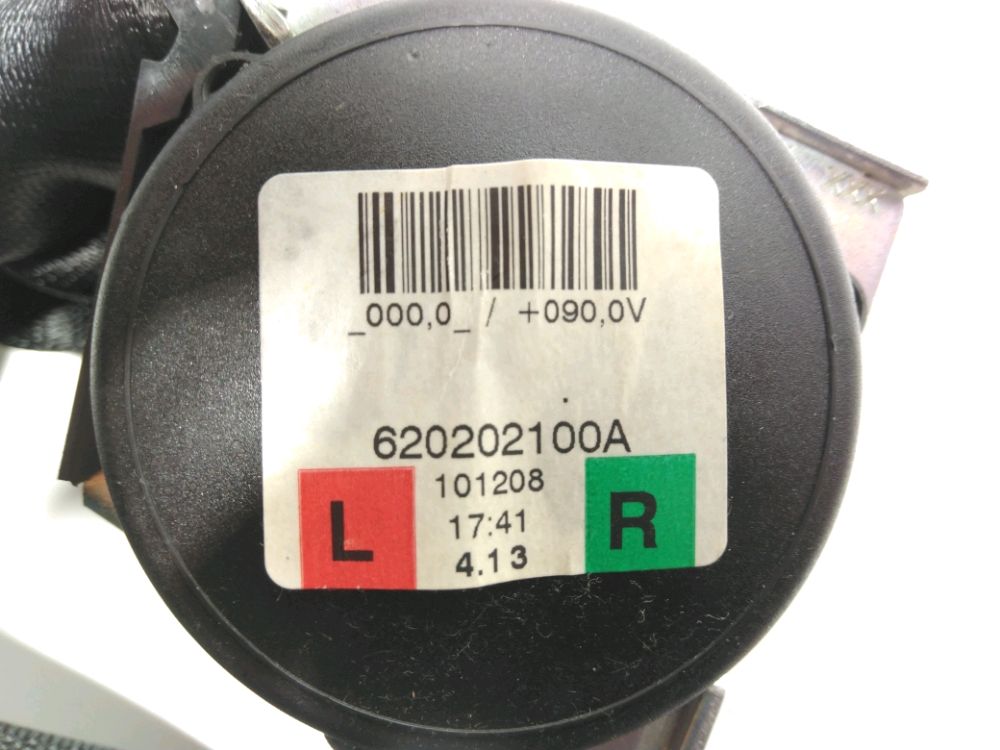 _000,0_ / +090,0V
620202100A
101208
17:41
4.13
L
R